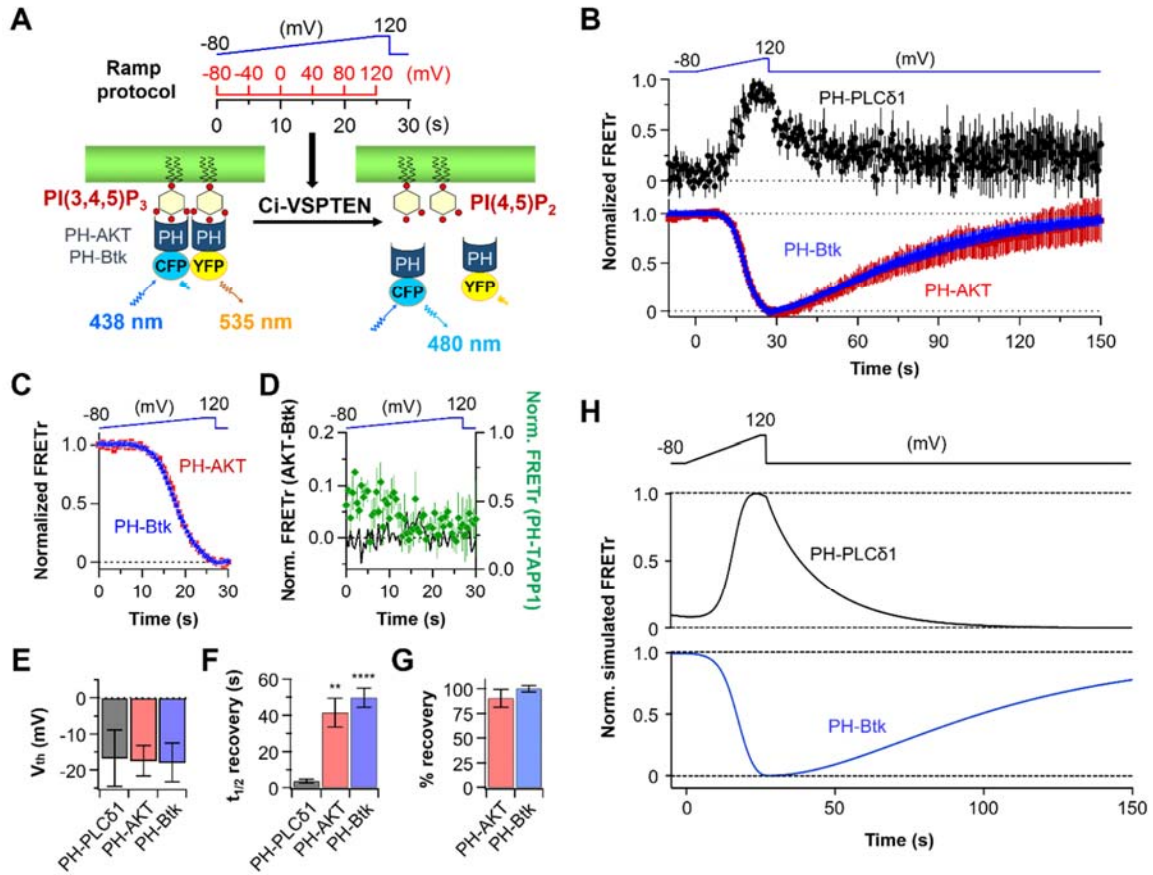 A
(mV)
-80
120
Ramp
protocol
-80 -40 0 40 80 120 (mV)
0 10 20 30 (s)
PI(3,4,5)P3
Ci-VSPTEN
PI(4,5)P2
PH-AKT
PH-Btk
PH PH
CFP YFP
438 nm
535 nm
PH
CFP
PH
YFP
480 nm
B
-80
120
(mV)
Normalized FRETr
1.0
0.5
0
PH-PLCδ1
1.0
0.5
0
PH-Btk
PH-AKT
0 30 60 90 120 150
Time (s)
C
-80
(mV)
120
Normalized FRETr
1.0
0.5
0
PH-AKT
PH-Btk
0 10 20 30
Time (s)
D
-80
(mV)
120
Norm. FRETr (AKT-Btk)
0.2
0.1
0.0
1.0
0.5
0.0
Norm. FRETr (PH-TAPP1)
0 10 20 30
Time (s)
E
Vth (mV)
0
-10
-20
PH-PLCδ1
PH-AKT
PH-Btk
F
t1/2 recovery (s)
60
40
20
0
**
****
PH-PLCδ1
PH-AKT
PH-Btk
G
% recovery
100
75
50
25
0
PH-AKT
PH-Btk
H
-80
120
(mV)
Norm. simulated FRETr
1.0
0.5
0
PH-PLCδ1
1.0
0.5
0
PH-Btk
0 50 100 150
Time (s)